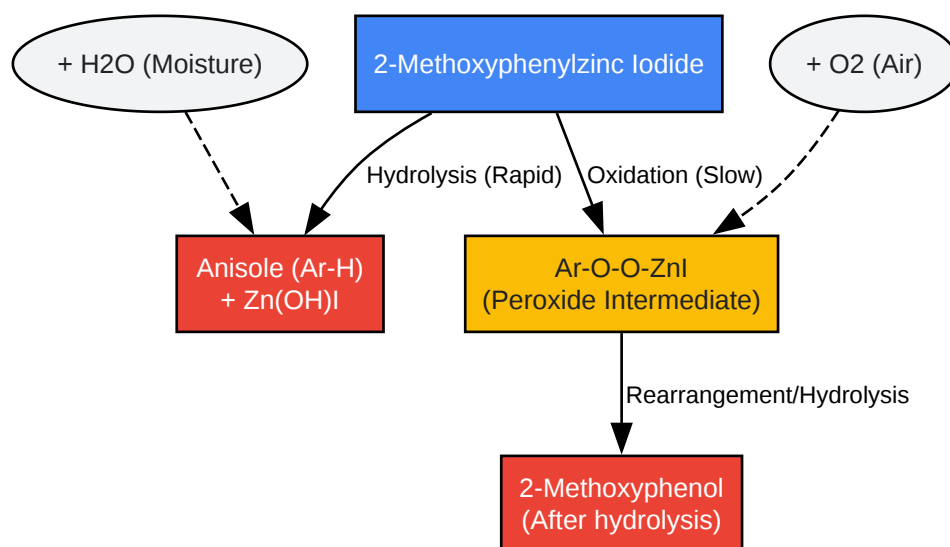 + H2O (Moisture)
2-Methoxyphenylzinc Iodide
+ O2 (Air)
Hydrolysis (Rapid)
Oxidation (Slow)
Anisole (Ar-H)
+ Zn(OH)I
Ar-O-O-ZnI
(Peroxide Intermediate)
Rearrangement/Hydrolysis
2-Methoxyphenol
(After hydrolysis)